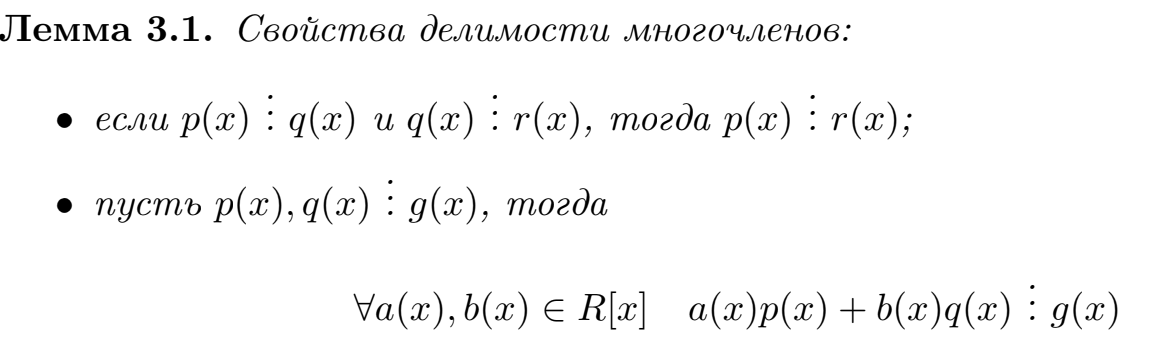 Лемма 3.1. Свойства делимости многочленов:
• если p(x) ⋮ q(x) и q(x) ⋮ r(x), тогда p(x) ⋮ r(x);
• пусть p(x), q(x) ⋮ g(x), тогда
∀a(x), b(x) ∈ R[x] a(x)p(x) + b(x)q(x) ⋮ g(x)